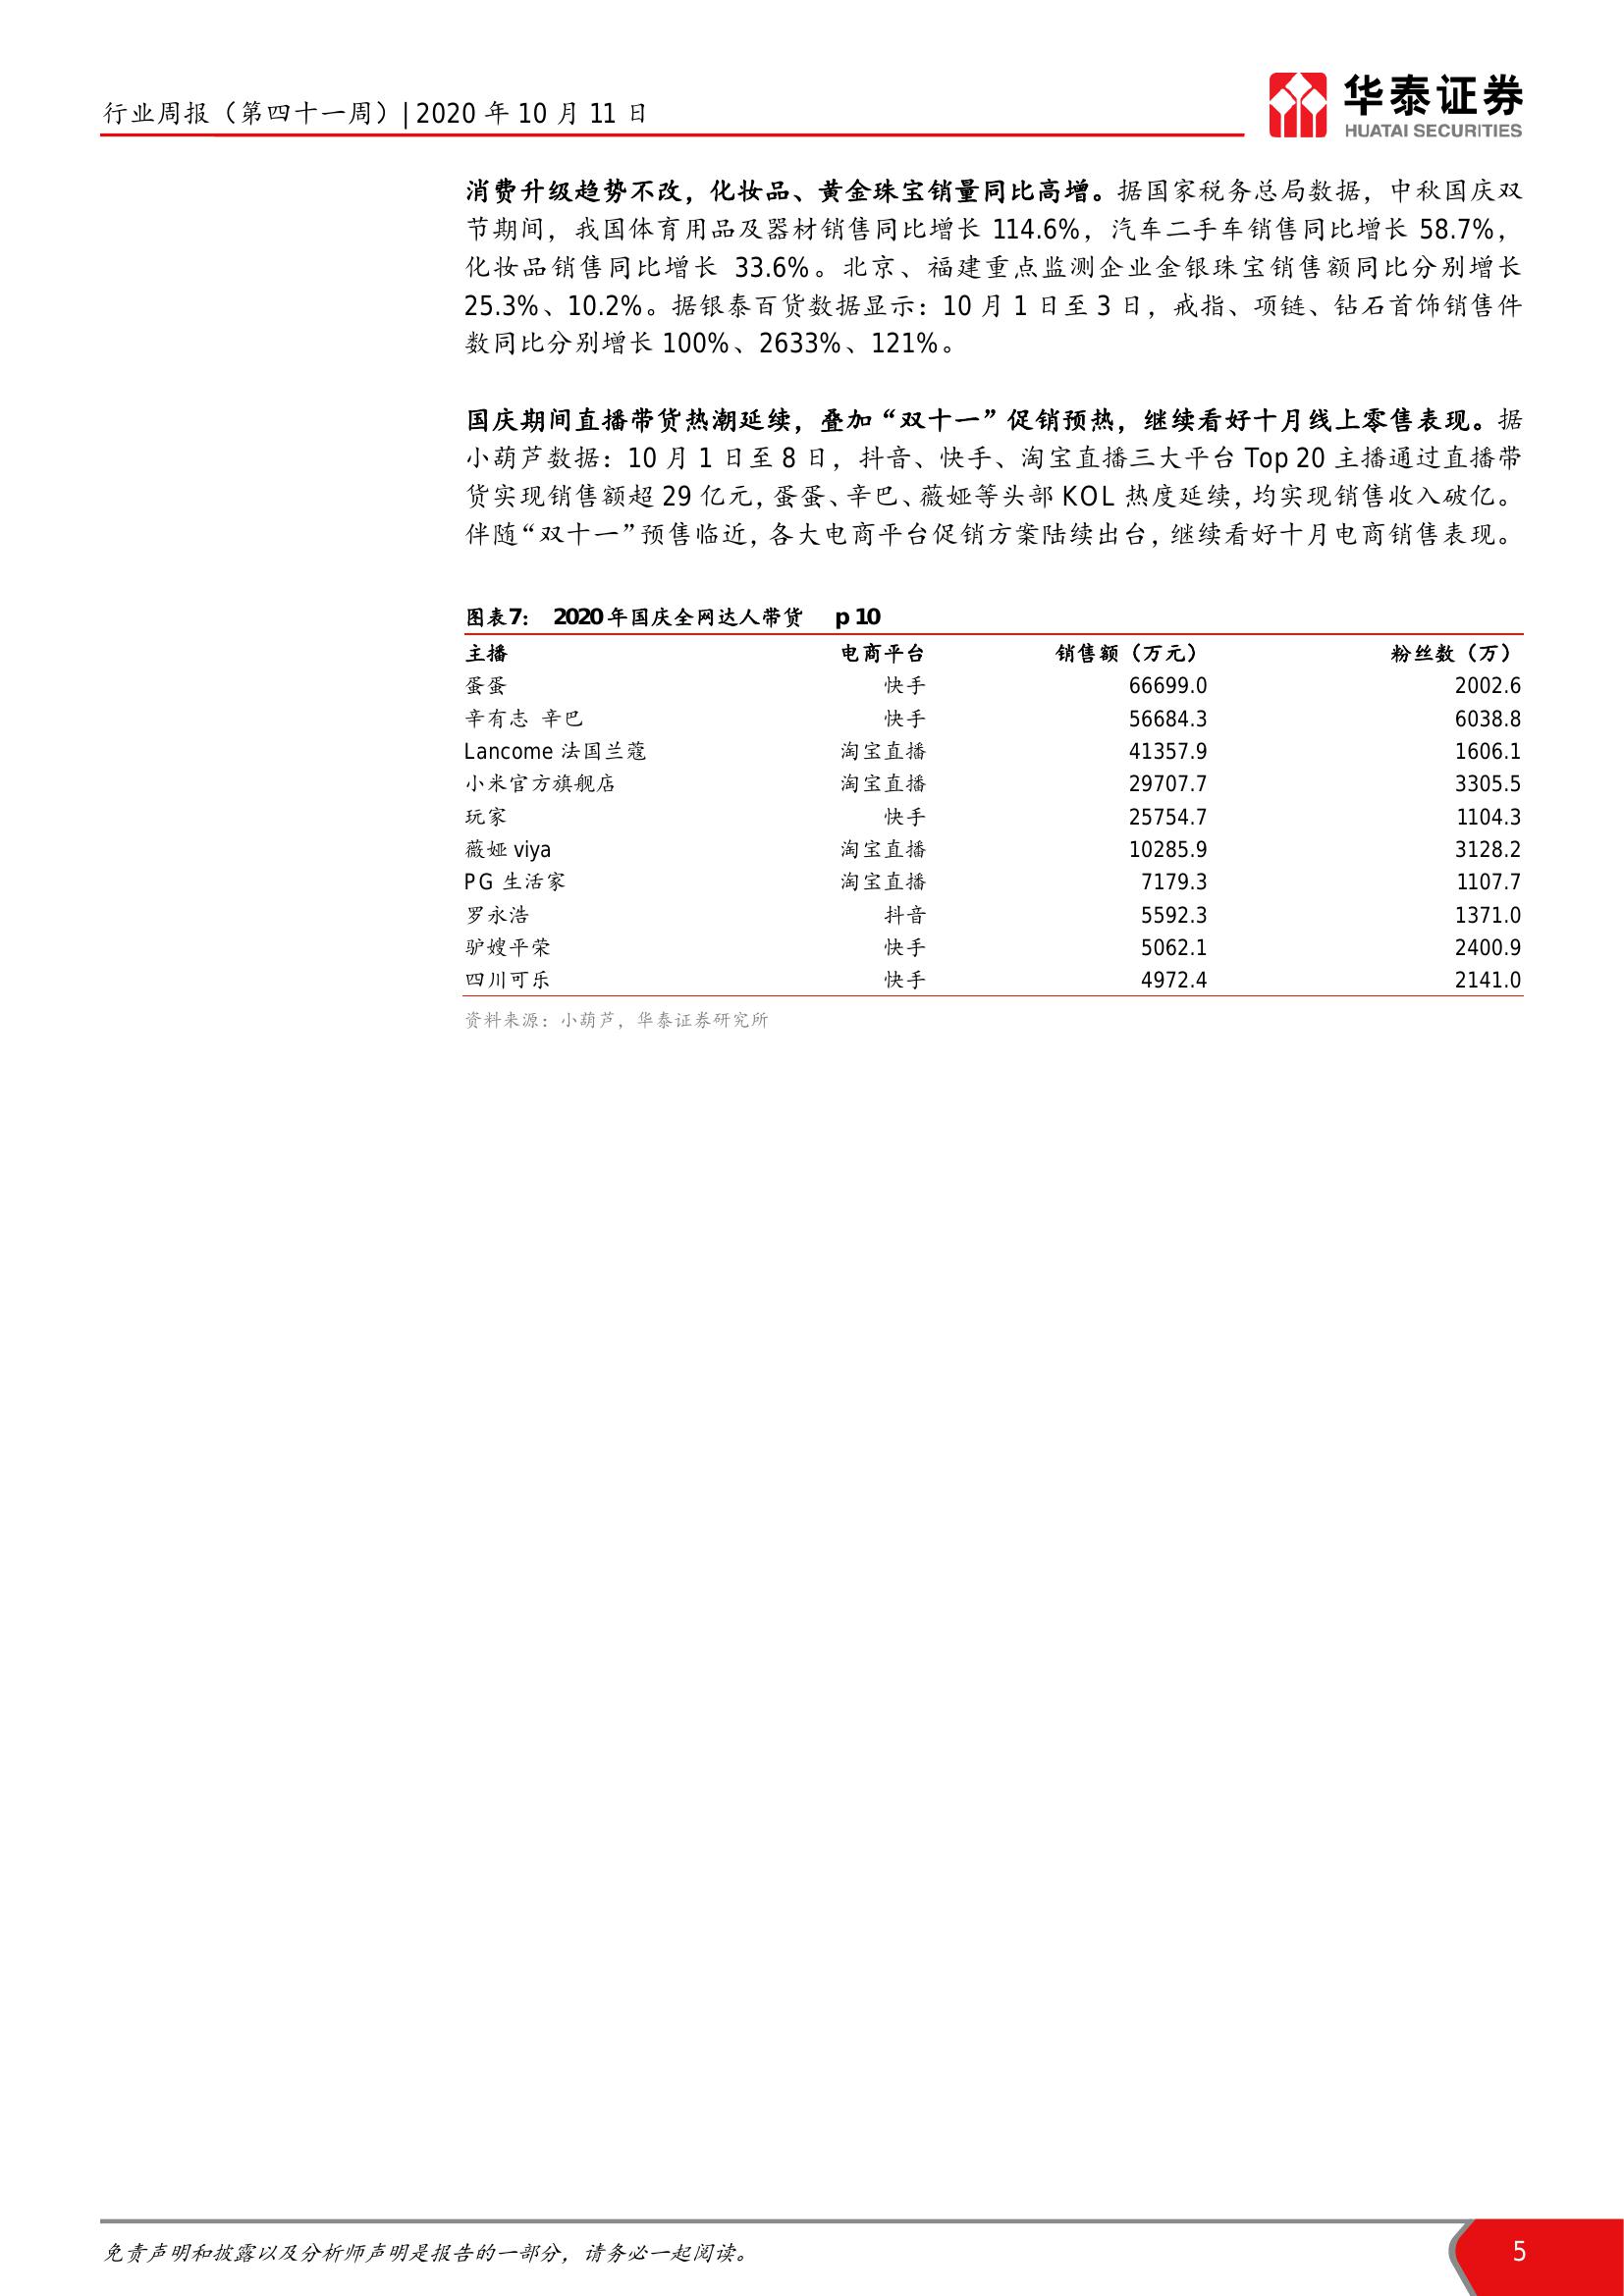 行业周报（第四十一周）| 2020 年 10 月 11 日
华泰证券
HUATAI SECURITIES
消费升级趋势不改，化妆品、黄金珠宝销量同比高增。据国家税务总局数据，中秋国庆双
节期间，我国体育用品及器材销售同比增长 114.6%，汽车二手车销售同比增长 58.7%，
化妆品销售同比增长 33.6%。北京、福建重点监测企业金银珠宝销售额同比分别增长
25.3%、10.2%。据银泰百货数据显示：10 月 1 日至 3 日，戒指、项链、钻石首饰销售件
数同比分别增长 100%、2633%、121%。
国庆期间直播带货热潮延续，叠加“双十一”促销预热，继续看好十月线上零售表现。据
小葫芦数据：10 月 1 日至 8 日，抖音、快手、淘宝直播三大平台 Top 20 主播通过直播带
货实现销售额超 29 亿元，蛋蛋、辛巴、薇娅等头部 KOL 热度延续，均实现销售收入破亿。
伴随“双十一”预售临近，各大电商平台促销方案陆续出台，继续看好十月电商销售表现。
图表7： 2020 年国庆全网达人带货 p 10
主播 电商平台 销售额（万元） 粉丝数（万）
蛋蛋 快手 66699.0 2002.6
辛有志 辛巴 快手 56684.3 6038.8
Lancome 法国兰蔻 淘宝直播 41357.9 1606.1
小米官方旗舰店 淘宝直播 29707.7 3305.5
玩家 快手 25754.7 1104.3
薇娅 viya 淘宝直播 10285.9 3128.2
PG 生活家 淘宝直播 7179.3 1107.7
罗永浩 抖音 5592.3 1371.0
驴嫂平荣 快手 5062.1 2400.9
四川可乐 快手 4972.4 2141.0
资料来源：小葫芦，华泰证券研究所
免责声明和披露以及分析师声明是报告的一部分，请务必一起阅读。
5